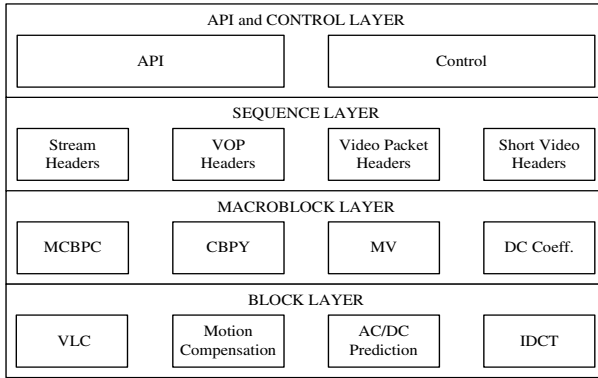 API and CONTROL LAYER
API
Control
SEQUENCE LAYER
Stream
Headers
VOP
Headers
Video Packet
Headers
Short Video
Headers
MACROBLOCK LAYER
MCBPC
CBPY
MV
DC Coeff.
BLOCK LAYER
VLC
Motion
Compensation
AC/DC
Prediction
IDCT